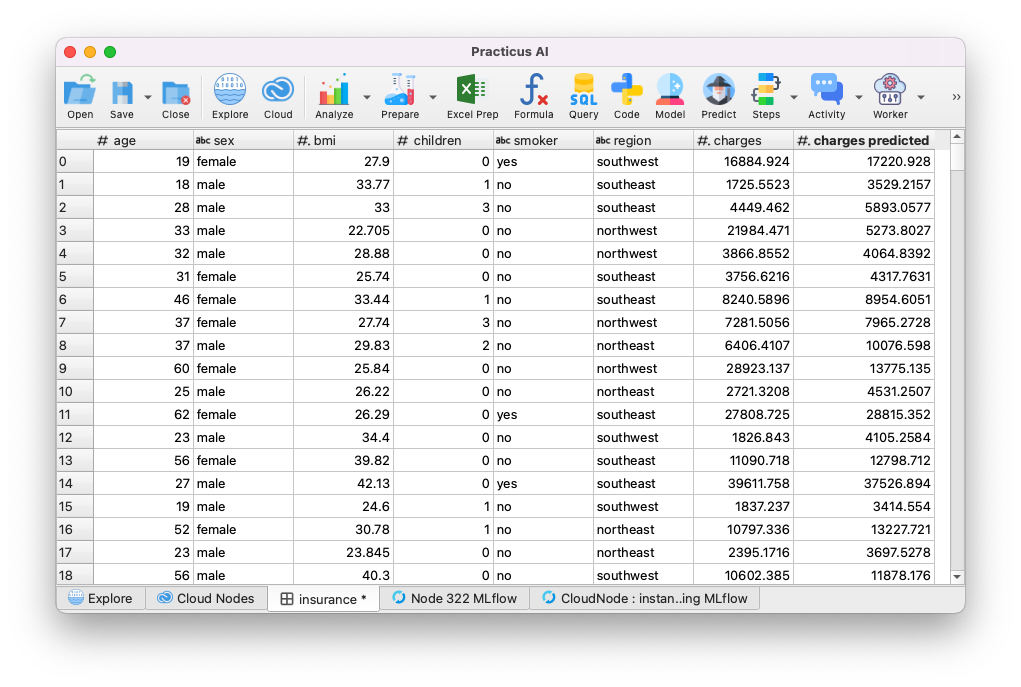 Practicus AI
Open Save Close Explore Cloud Analyze Prepare Excel Prep Formula SQL Query Code Model Predict Steps Activity Worker »
# age abc sex #. bmi # children abc smoker abc region #. charges #. charges predicted
0 19 female 27.9 0 yes southwest 16884.924 17220.928
1 18 male 33.77 1 no southeast 1725.5523 3529.2157
2 28 male 33 3 no southeast 4449.462 5893.0577
3 33 male 22.705 0 no northwest 21984.471 5273.8027
4 32 male 28.88 0 no northwest 3866.8552 4064.8392
5 31 female 25.74 0 no southeast 3756.6216 4317.7631
6 46 female 33.44 1 no southeast 8240.5896 8954.6051
7 37 female 27.74 3 no northwest 7281.5056 7965.2728
8 37 male 29.83 2 no northeast 6406.4107 10076.598
9 60 female 25.84 0 no northwest 28923.137 13775.135
10 25 male 26.22 0 no northeast 2721.3208 4531.2507
11 62 female 26.29 0 yes southeast 27808.725 28815.352
12 23 male 34.4 0 no southwest 1826.843 4105.2584
13 56 female 39.82 0 no southeast 11090.718 12798.712
14 27 male 42.13 0 yes southeast 39611.758 37526.894
15 19 male 24.6 1 no southwest 1837.237 3414.554
16 52 female 30.78 1 no northeast 10797.336 13227.721
17 23 male 23.845 0 no northeast 2395.1716 3697.5278
18 56 male 40.3 0 no southwest 10602.385 11878.176
Explore Cloud Nodes insurance * Node 322 MLflow CloudNode : instan..ing MLflow